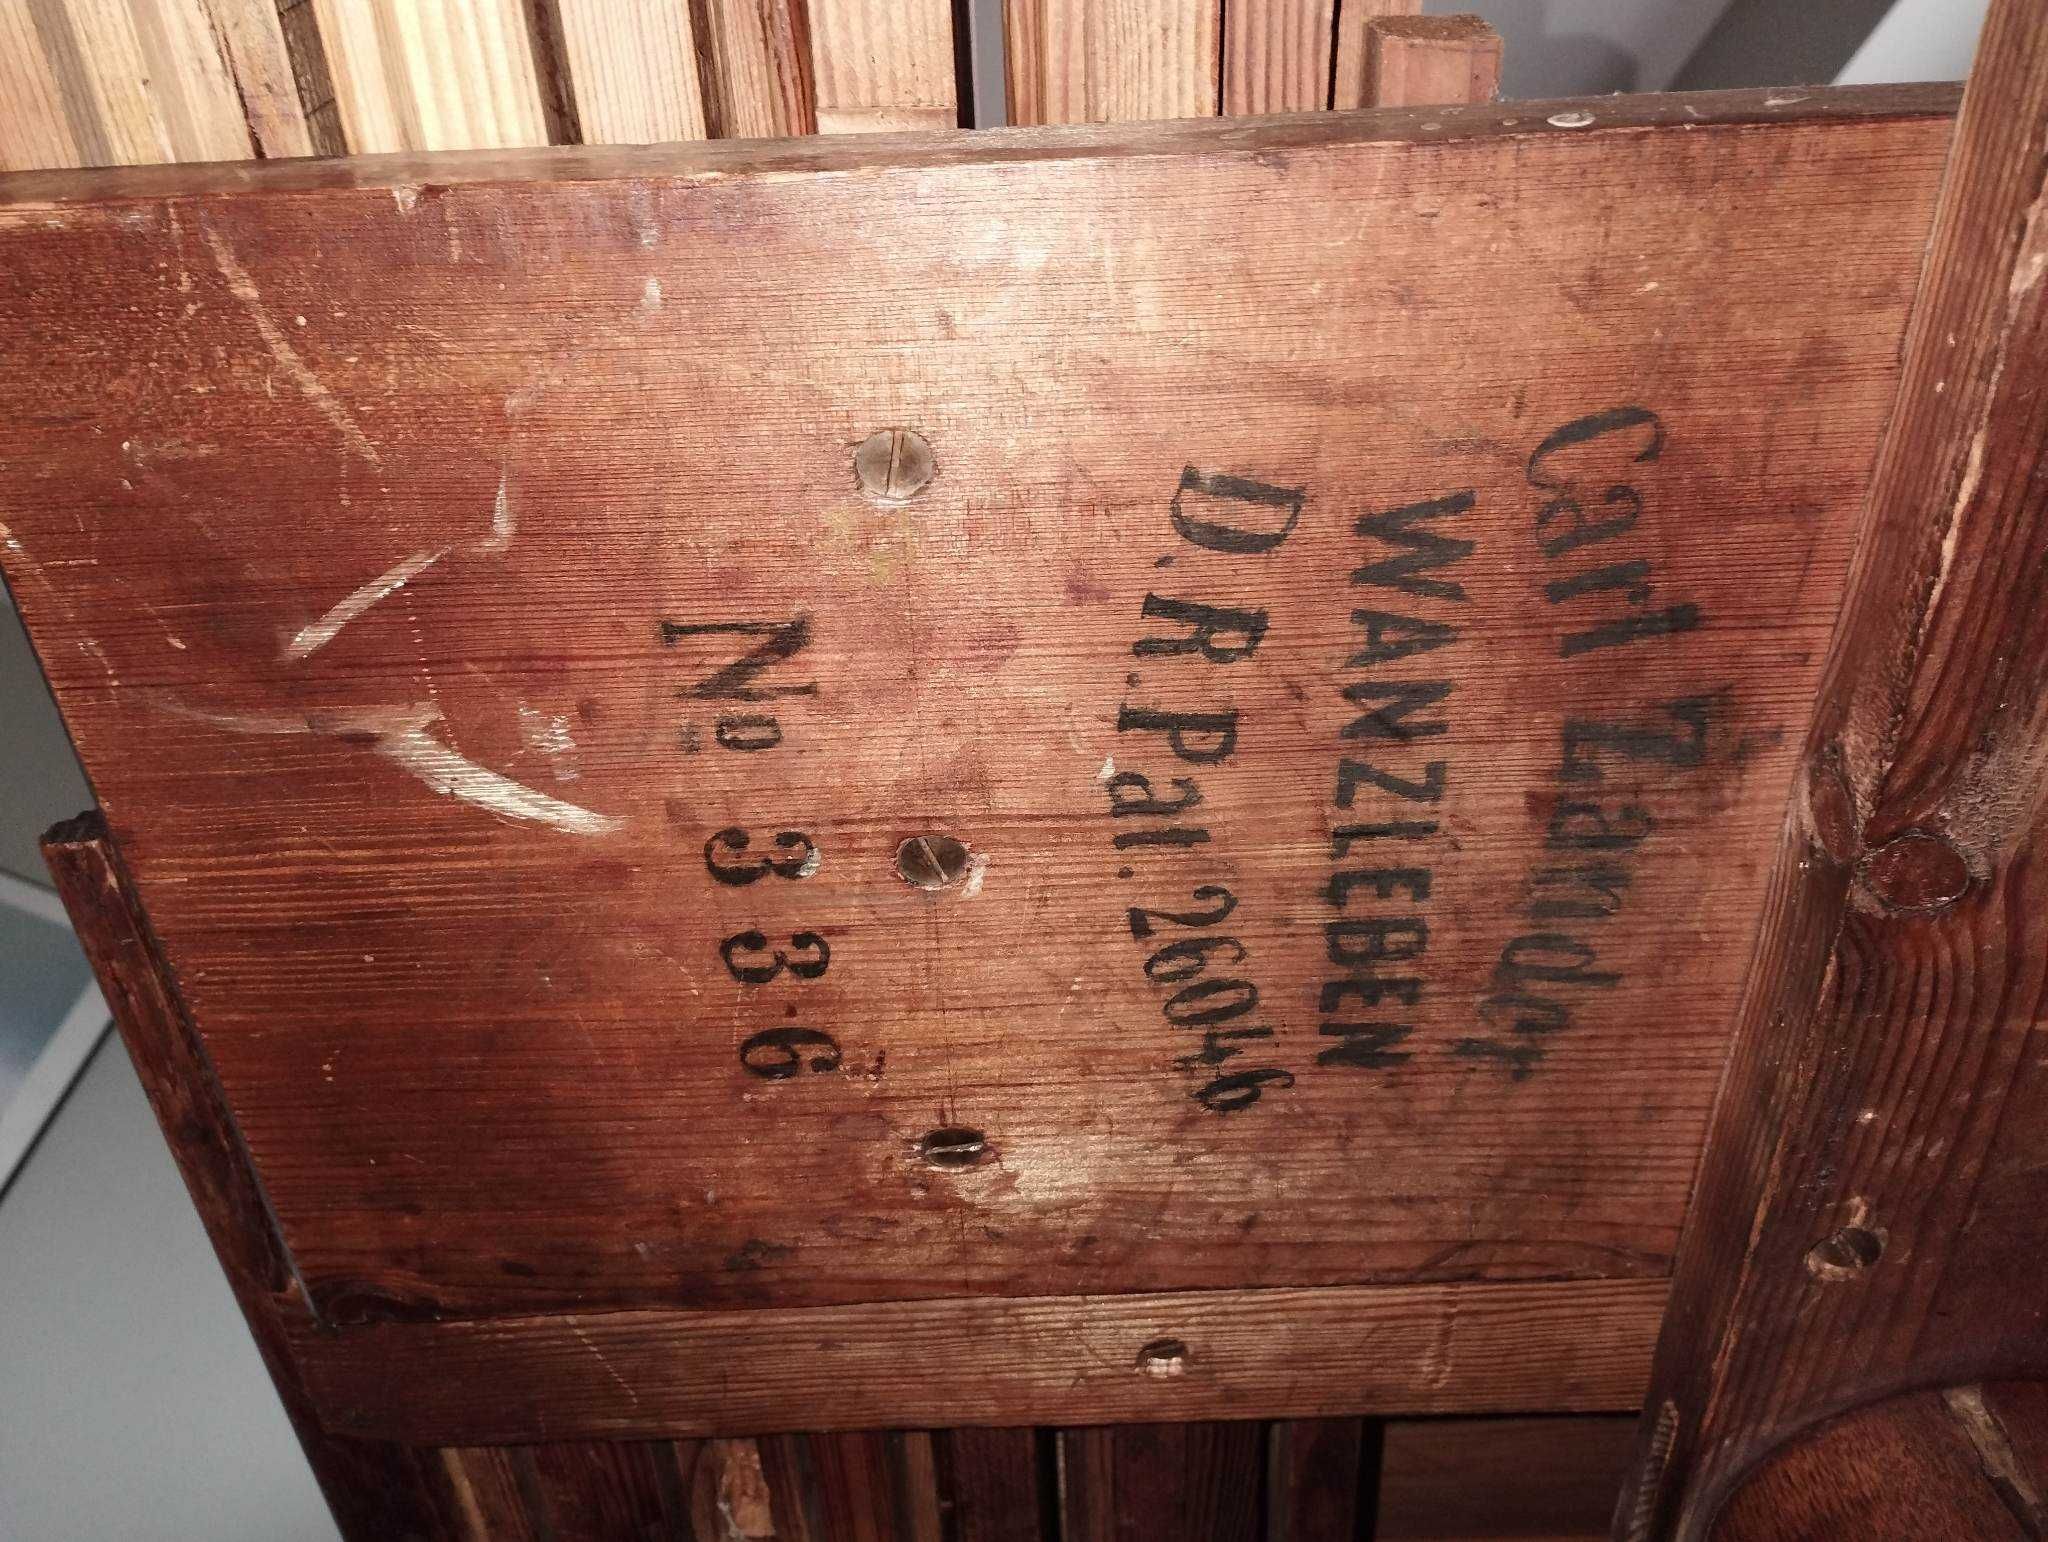 Carl Zander
WANZLEBEN
D.R.Pat. 26046
No. 336